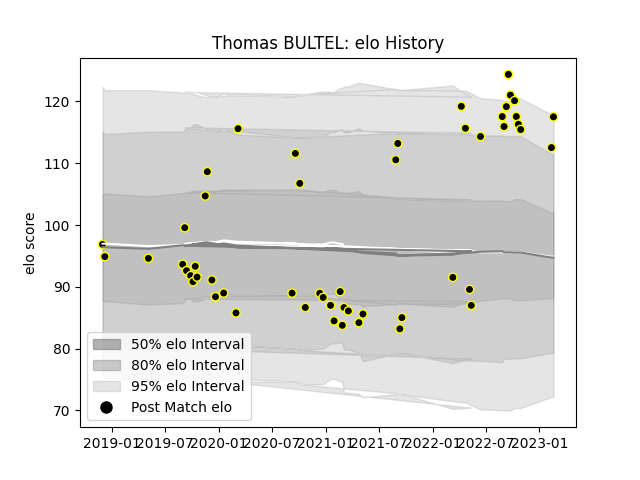 Thomas BULTEL: elo History
elo score
120
110
100
90
80
70
50% elo Interval
80% elo Interval
95% elo Interval
Post Match elo
2019-01 2019-07 2020-01 2020-07 2021-01 2021-07 2022-01 2022-07 2023-01